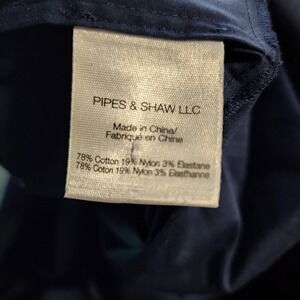 PIPES & SHAW LLC
Made in China/
Fabriqué en Chine
78% Cotton 19% Nylon 3% Elastane
78% Coton 19% Nylon 3% Elasthanne